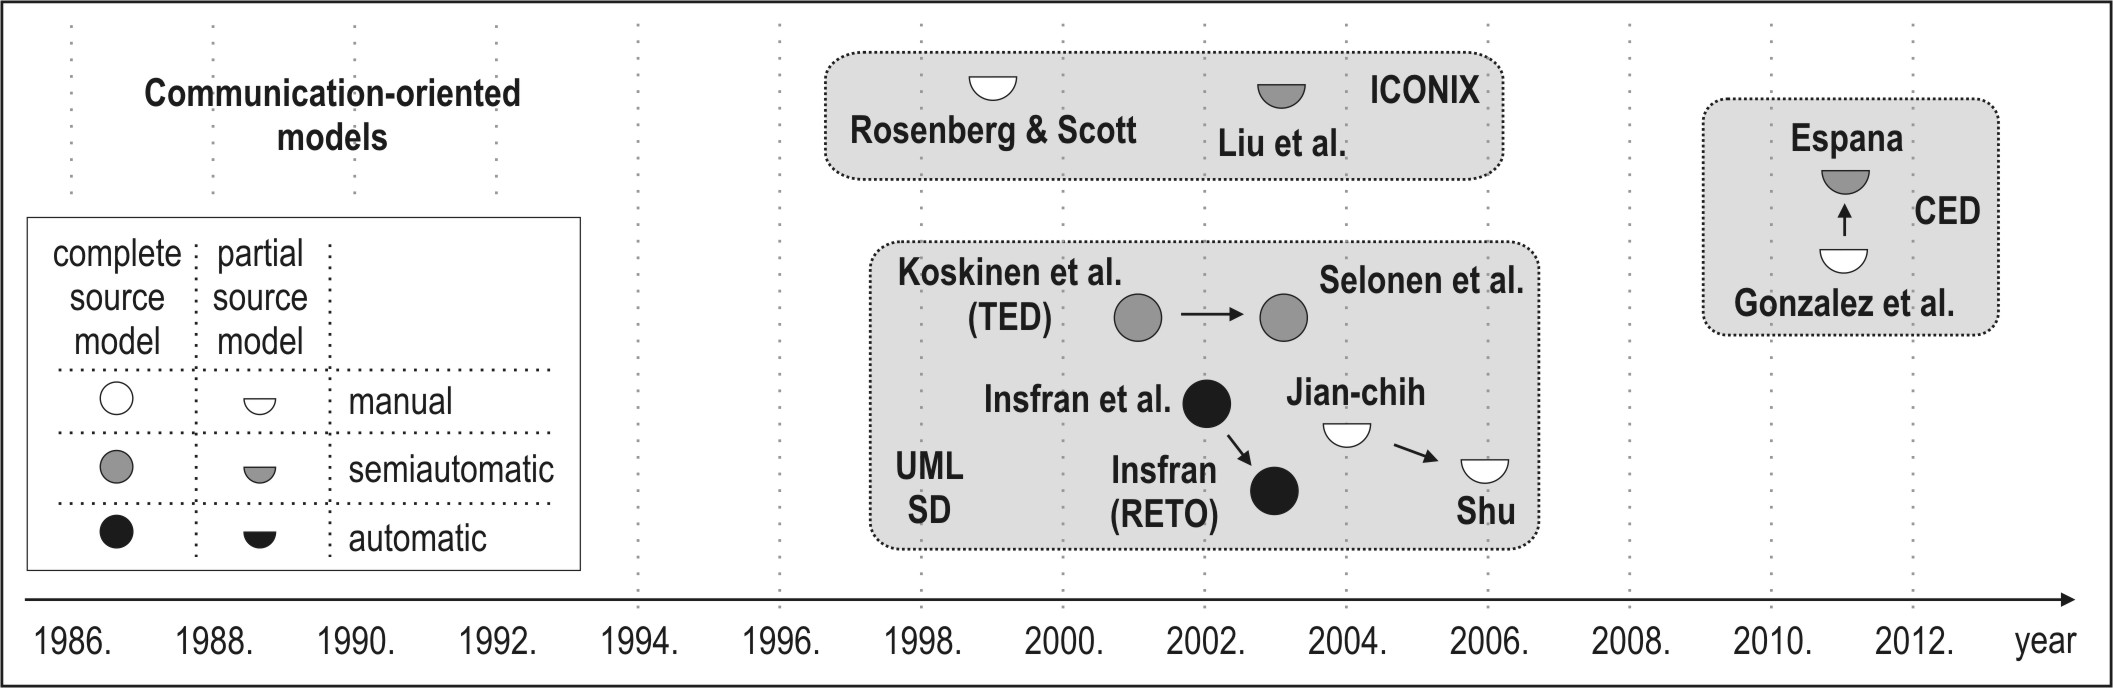 Communication-oriented
models
complete
source
model
partial
source
model
manual
semiautomatic
automatic
ICONIX
Rosenberg & Scott
Liu et al.
Koskinen et al.
(TED)
Selonen et al.
Insfran et al.
Jian-chih
UML
SD
Insfran
(RETO)
Shu
Espana
CED
Gonzalez et al.
1986. 1988. 1990. 1992. 1994. 1996. 1998. 2000. 2002. 2004. 2006. 2008. 2010. 2012. year